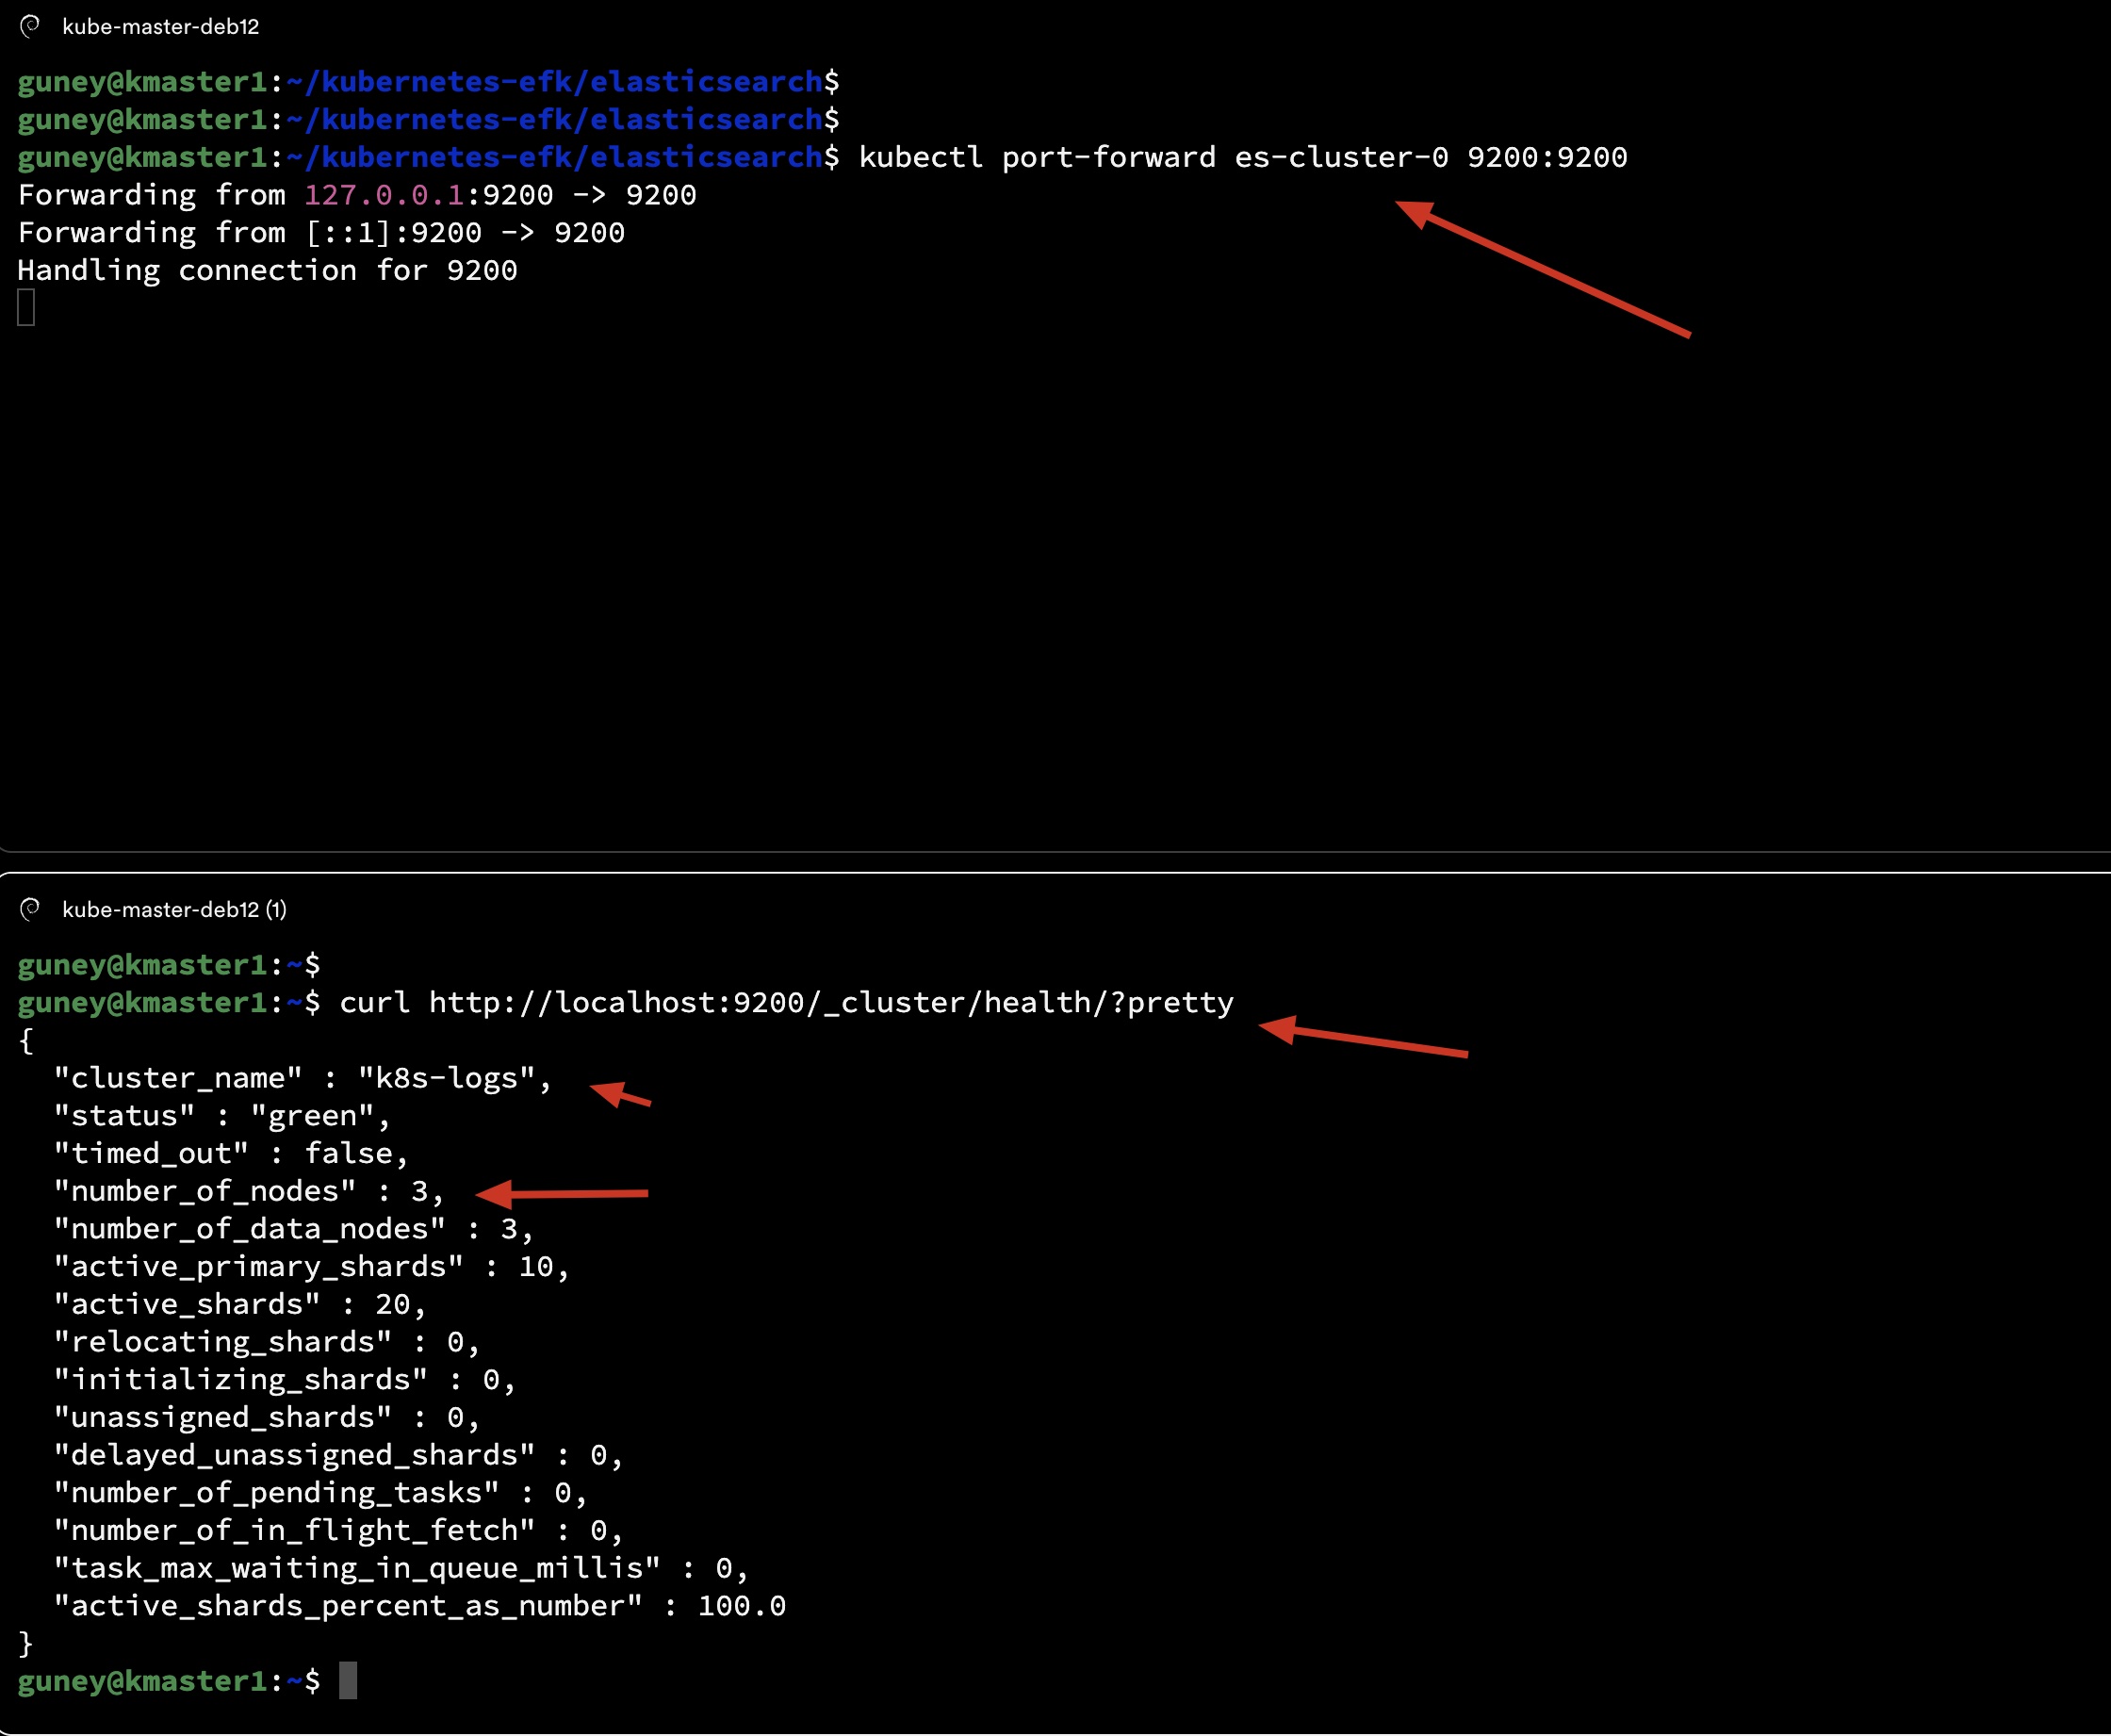 kube-master-deb12
guney@kmaster1:~/kubernetes-efk/elasticsearch$
guney@kmaster1:~/kubernetes-efk/elasticsearch$
guney@kmaster1:~/kubernetes-efk/elasticsearch$ kubectl port-forward es-cluster-0 9200:9200
Forwarding from 127.0.0.1:9200 -> 9200
Forwarding from [::1]:9200 -> 9200
Handling connection for 9200
kube-master-deb12 (1)
guney@kmaster1:~$
guney@kmaster1:~$ curl http://localhost:9200/_cluster/health/?pretty
{
  "cluster_name" : "k8s-logs",
  "status" : "green",
  "timed_out" : false,
  "number_of_nodes" : 3,
  "number_of_data_nodes" : 3,
  "active_primary_shards" : 10,
  "active_shards" : 20,
  "relocating_shards" : 0,
  "initializing_shards" : 0,
  "unassigned_shards" : 0,
  "delayed_unassigned_shards" : 0,
  "number_of_pending_tasks" : 0,
  "number_of_in_flight_fetch" : 0,
  "task_max_waiting_in_queue_millis" : 0,
  "active_shards_percent_as_number" : 100.0
}
guney@kmaster1:~$